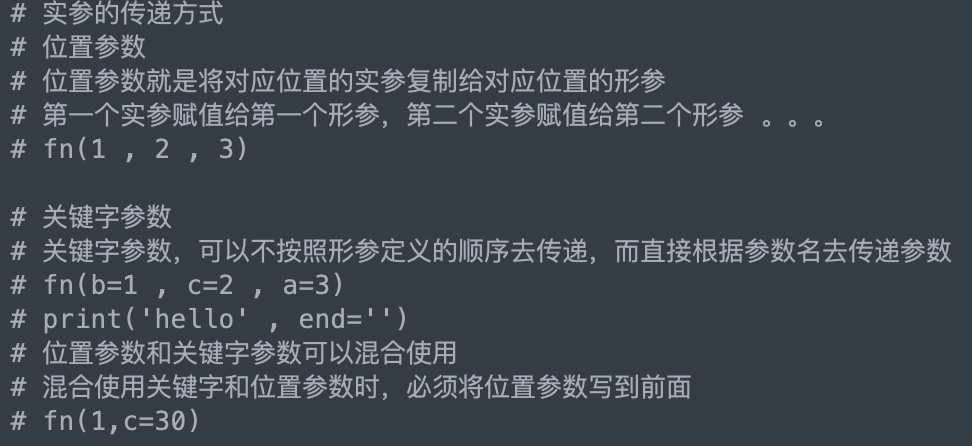 # 实参的传递方式
# 位置参数
# 位置参数就是将对应位置的实参复制给对应位置的形参
# 第一个实参赋值给第一个形参，第二个实参赋值给第二个形参 。。。
# fn(1 , 2 , 3)
# 关键字参数
# 关键字参数，可以不按照形参定义的顺序去传递，而直接根据参数名去传递参数
# fn(b=1 , c=2 , a=3)
# print('hello' , end='')
# 位置参数和关键字参数可以混合使用
# 混合使用关键字和位置参数时，必须将位置参数写到前面
# fn(1,c=30)